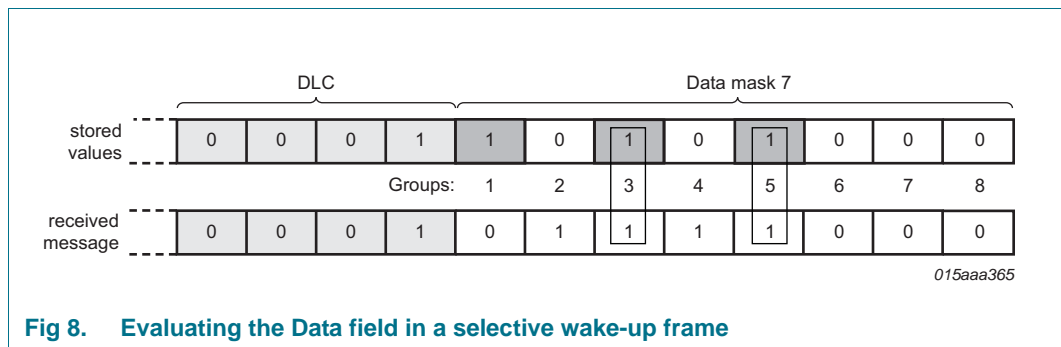 DLC Data mask 7
stored values 0 0 0 1 1 0 1 0 1 0 0 0
Groups: 1 2 3 4 5 6 7 8
received message 0 0 0 1 0 1 1 1 1 0 0 0
015aaa365
Fig 8. Evaluating the Data field in a selective wake-up frame